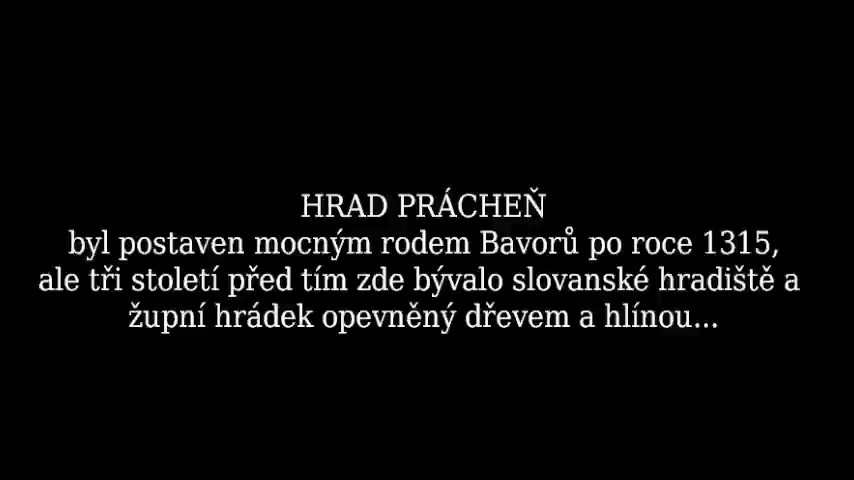 HRAD PRÁCHEŇ
byl postaven mocným rodem Bavorů po roce 1315,
ale tři století před tím zde bývalo slovanské hradiště a
župní hrádek opevněný dřevem a hlínou...